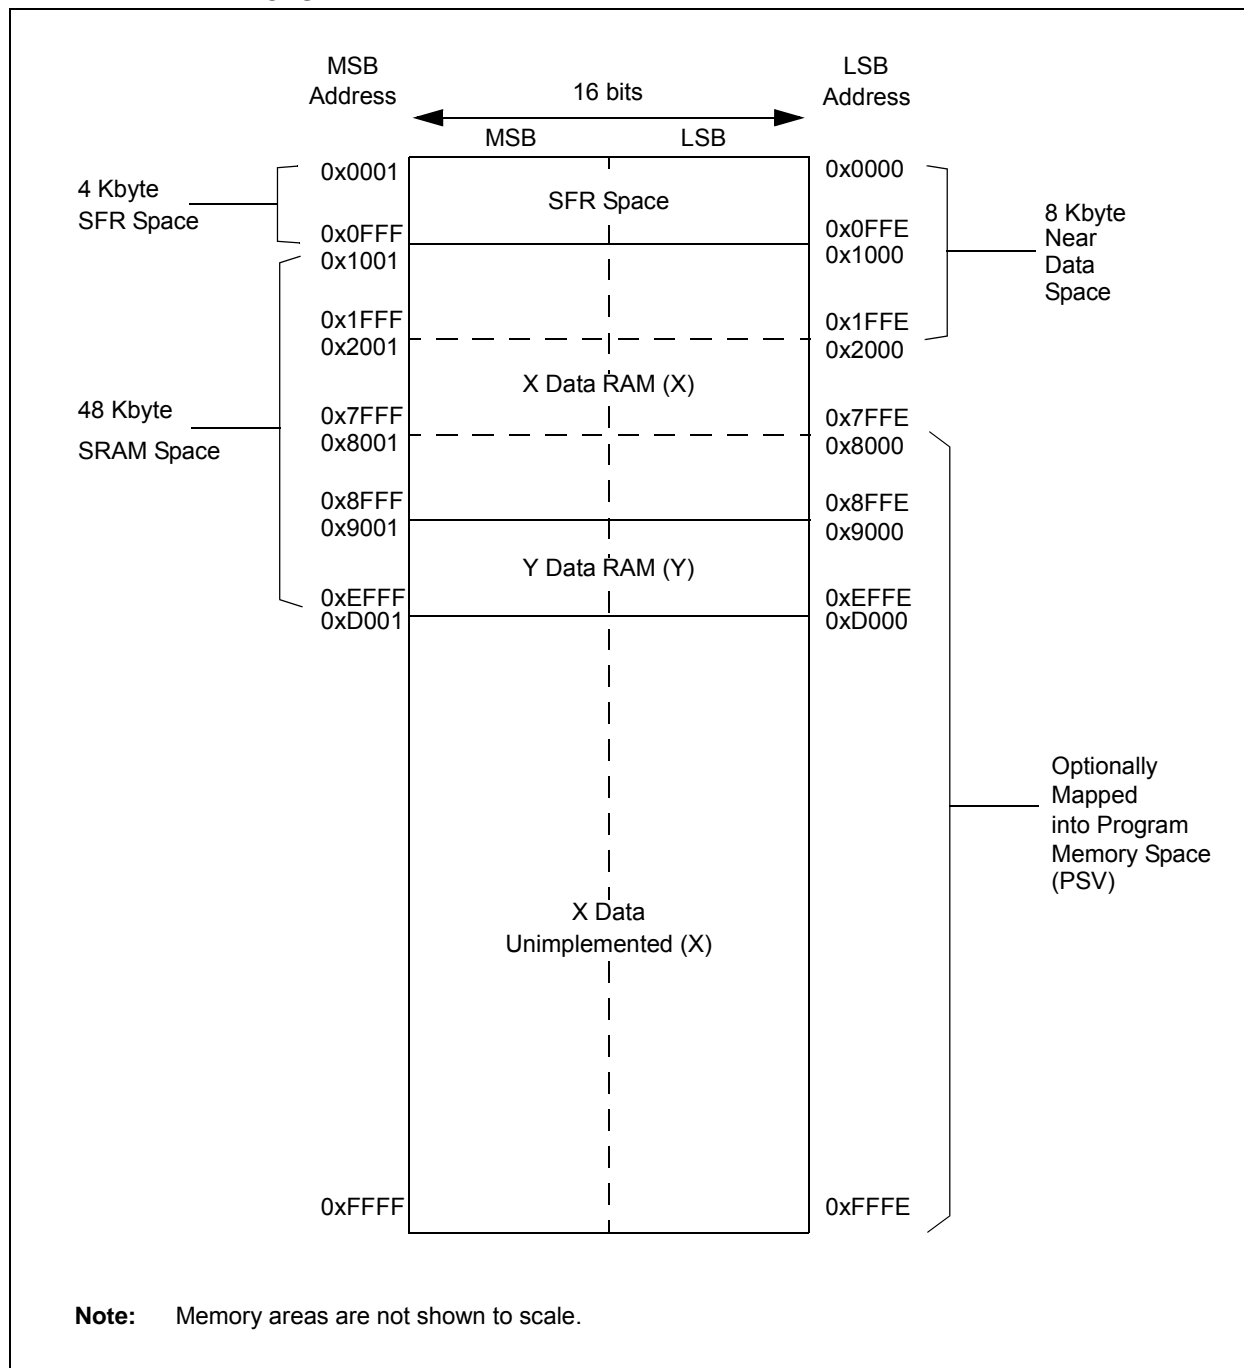 MSB
Address
LSB
Address
16 bits
MSB
LSB
0x0001
0x0000
4 Kbyte
SFR Space
SFR Space
8 Kbyte
Near
Data
Space
0x0FFF
0x0FFE
0x1001
0x1000
0x1FFF
0x1FFE
0x2001
0x2000
X Data RAM (X)
48 Kbyte
SRAM Space
0x7FFF
0x7FFE
0x8001
0x8000
0x8FFF
0x8FFE
0x9001
0x9000
Y Data RAM (Y)
0xEFFF
0xEFFE
0xD001
0xD000
Optionally
Mapped
into Program
Memory Space
(PSV)
X Data
Unimplemented (X)
0xFFFF
0xFFFE
Note: Memory areas are not shown to scale.